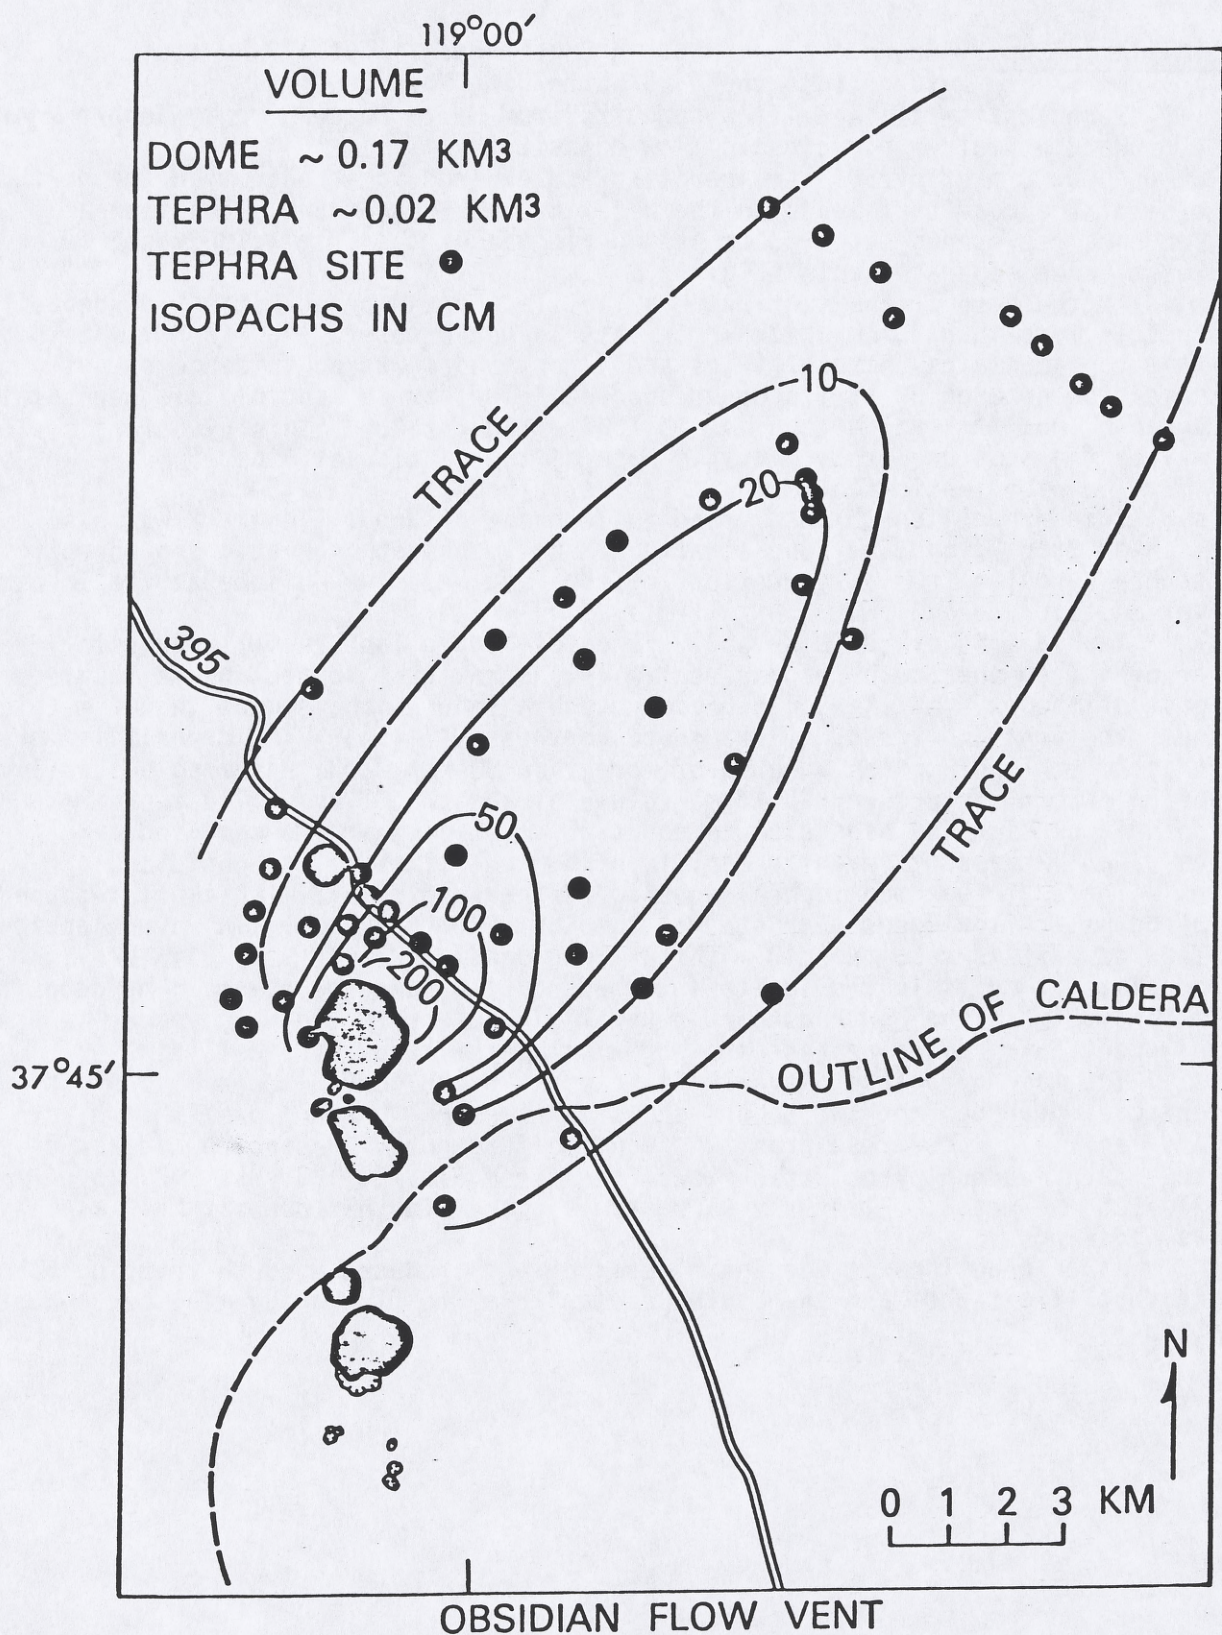 119°00′
VOLUME
DOME ~ 0.17 KM³
TEPHRA ~0.02 KM³
TEPHRA SITE
ISOPACHS IN CM
10
TRACE
20
395
50
TRACE
100
200
OUTLINE OF CALDERA
37°45′
N
0 1 2 3 KM
OBSIDIAN FLOW VENT